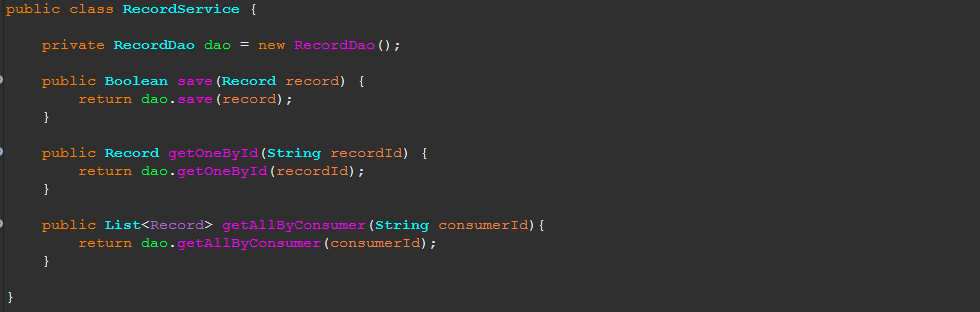 public class RecordService {
    private RecordDao dao = new RecordDao();
    public Boolean save(Record record) {
        return dao.save(record);
    }
    public Record getOneById(String recordId) {
        return dao.getOneById(recordId);
    }
    public List<Record> getAllByConsumer(String consumerId){
        return dao.getAllByConsumer(consumerId);
    }
}